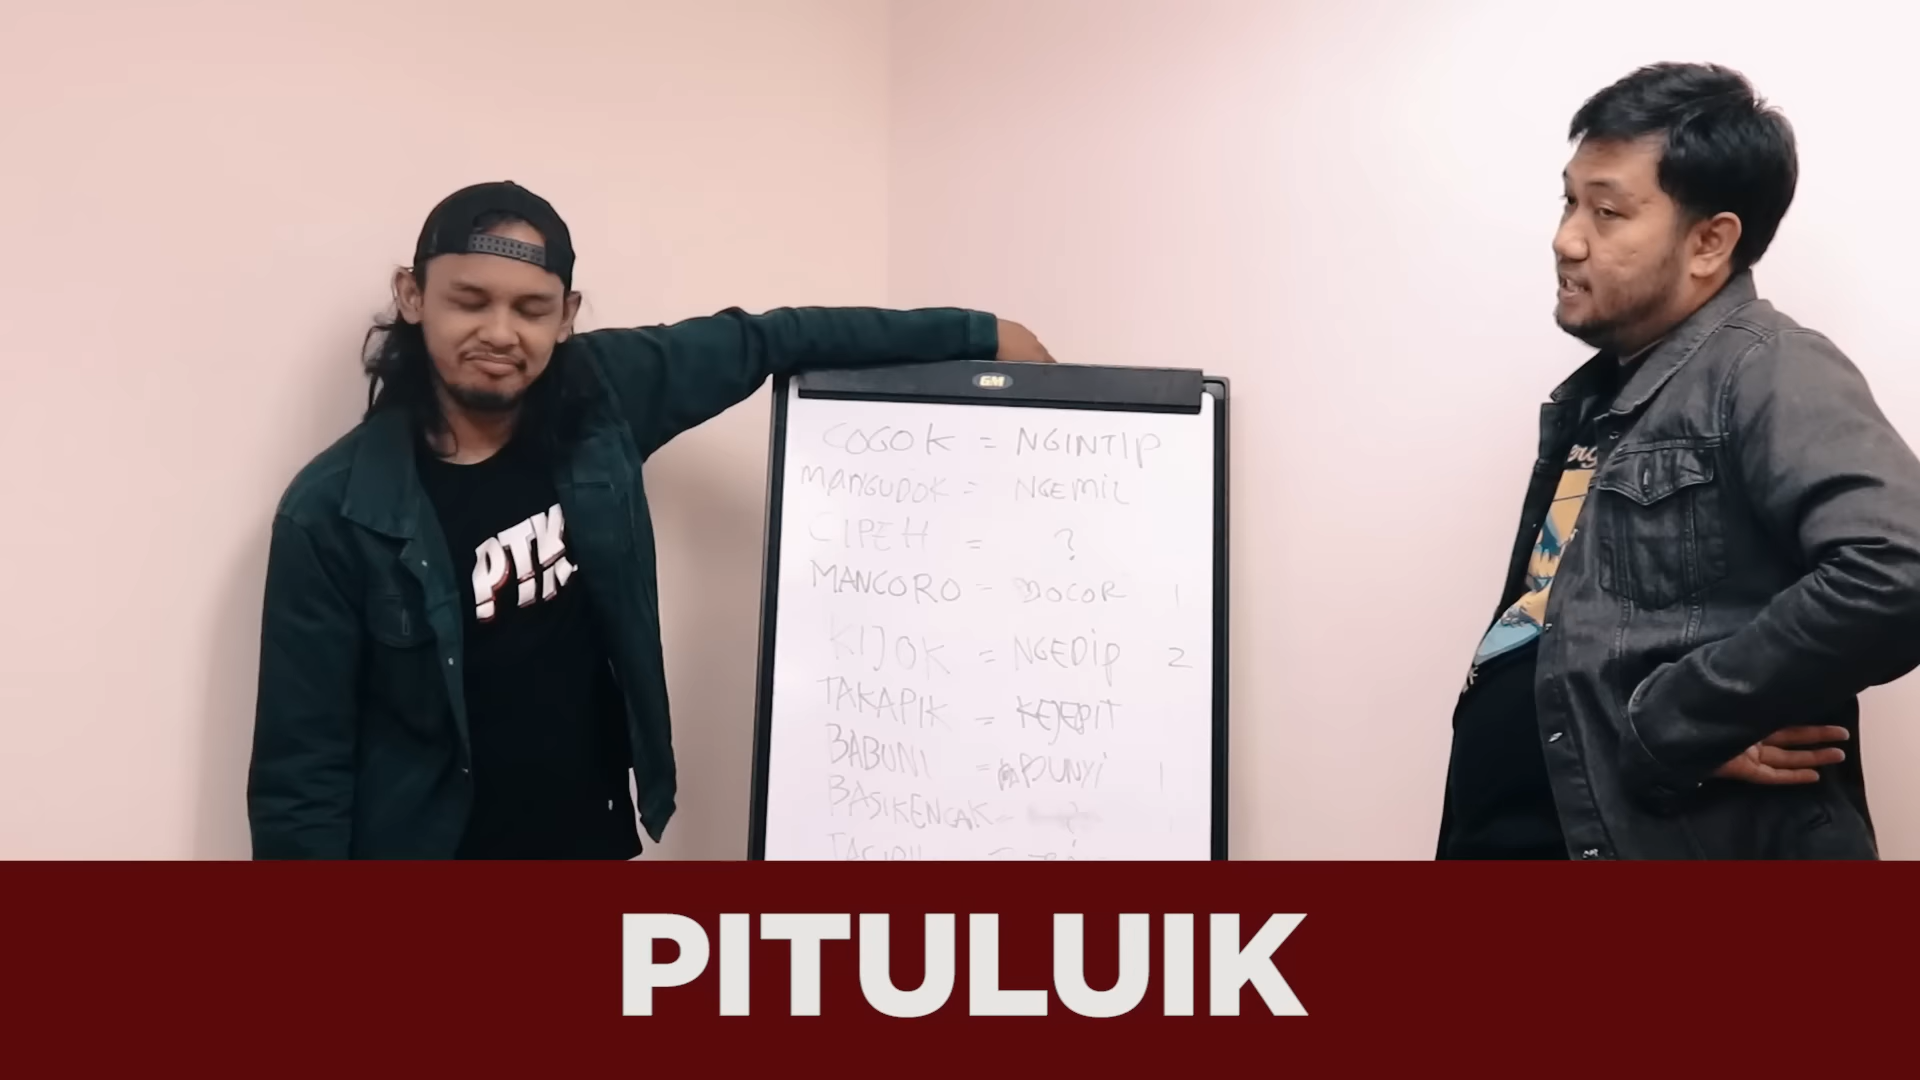 GM
COGOK = NGINTIP
MANGUDOK = NGEMIL
CIPEH = ?
MANCORO = BOCOR 1
KIJOK = NGEDIP 2
TAKAPIK = KEJEPIT
BABUNI = BUNYI 1
BASIKENCAK = ?
PTK
PITULUIK